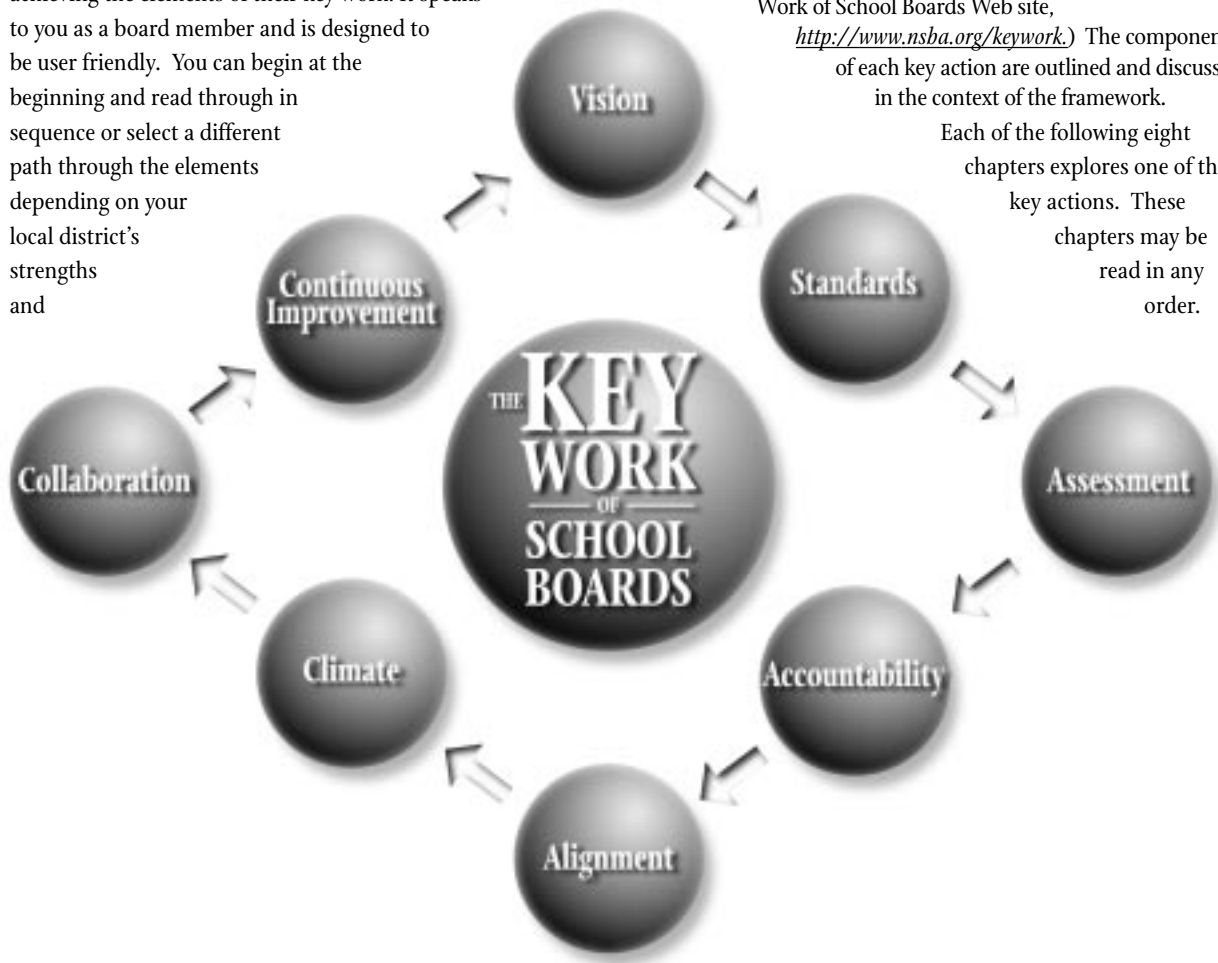 to you as a board member and is designed to
be user friendly. You can begin at the
beginning and read through in
sequence or select a different
path through the elements
depending on your
local district's
strengths
and
Work of School Boards Web site,
http://www.nsba.org/keywork.) The componen
of each key action are outlined and discuss
in the context of the framework.
Each of the following eight
chapters explores one of th
key actions. These
chapters may be
read in any
order.
Vision
Standards
Assessment
Accountability
Alignment
Climate
Collaboration
Continuous
Improvement
THE KEY
WORK
OF
SCHOOL
BOARDS